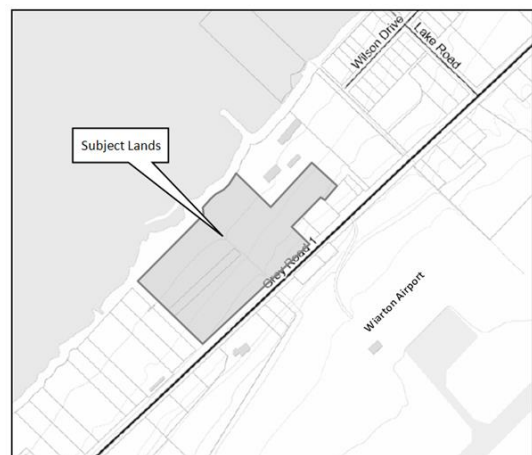 Wilson Drive
Lake Road
Subject Lands
Grey Road 1
Wiarton Airport